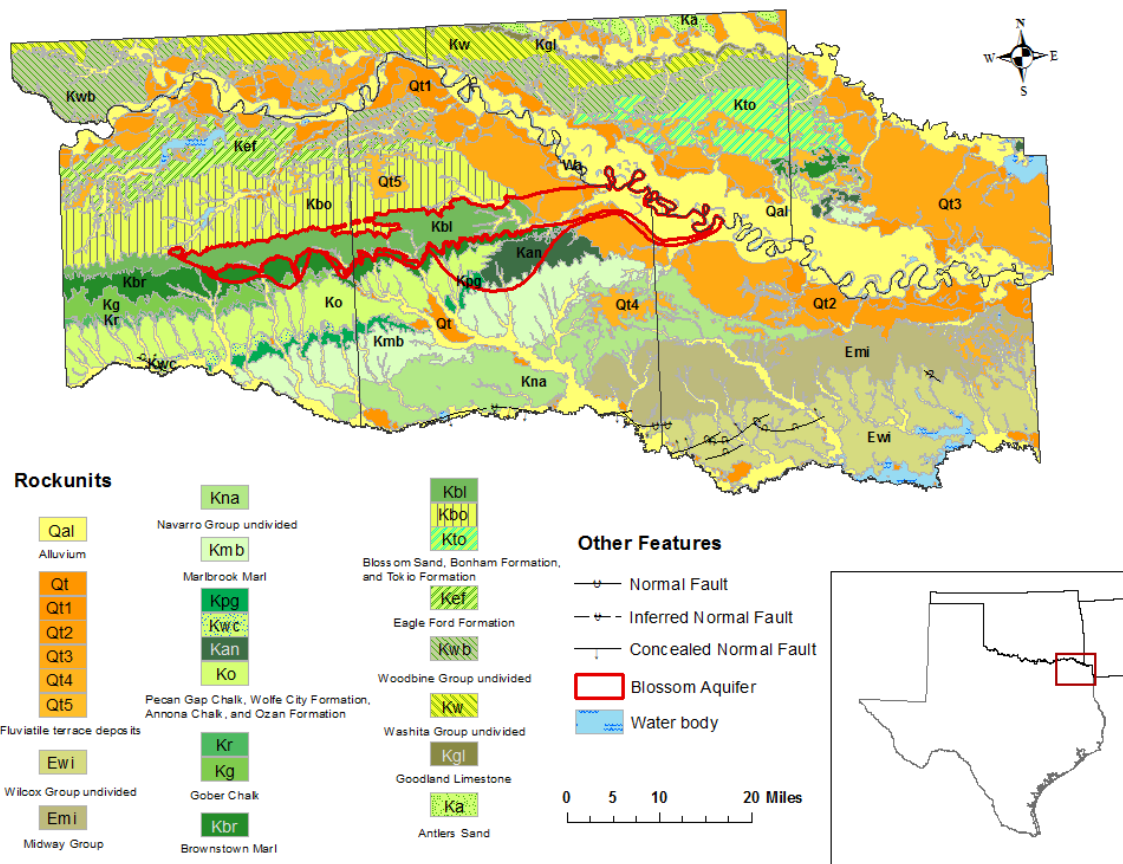 Ka
Kw
Kgl
N
W
E
S
Kwb
Qt1
Kto
Kef
Wa
Qt5
Qt3
Kbo
Qal
Kbl
Kan
Kbr
Kpg
Kg
Ko
Qt4
Qt2
Kr
Qt
Kmb
Emi
Kwc
Kna
Ewi
Rockunits
Qal
Alluvium
Qt
Qt1
Qt2
Qt3
Qt4
Qt5
Fluviatile terrace deposits
Ewi
Wilcox Group undivided
Emi
Midway Group
Kna
Navarro Group undivided
Kmb
Marlbrook Marl
Kpg
Kwc
Kan
Ko
Pecan Gap Chalk, Wolfe City Formation,
Annona Chalk, and Ozan Formation
Kr
Kg
Gober Chalk
Kbr
Brownstown Marl
Kbl
Kbo
Kto
Blossom Sand, Bonham Formation,
and Tokio Formation
Kef
Eagle Ford Formation
Kwb
Woodbine Group undivided
Kw
Washita Group undivided
Kgl
Goodland Limestone
Ka
Antlers Sand
Other Features
Normal Fault
Inferred Normal Fault
Concealed Normal Fault
Blossom Aquifer
Water body
0 5 10 20 Miles